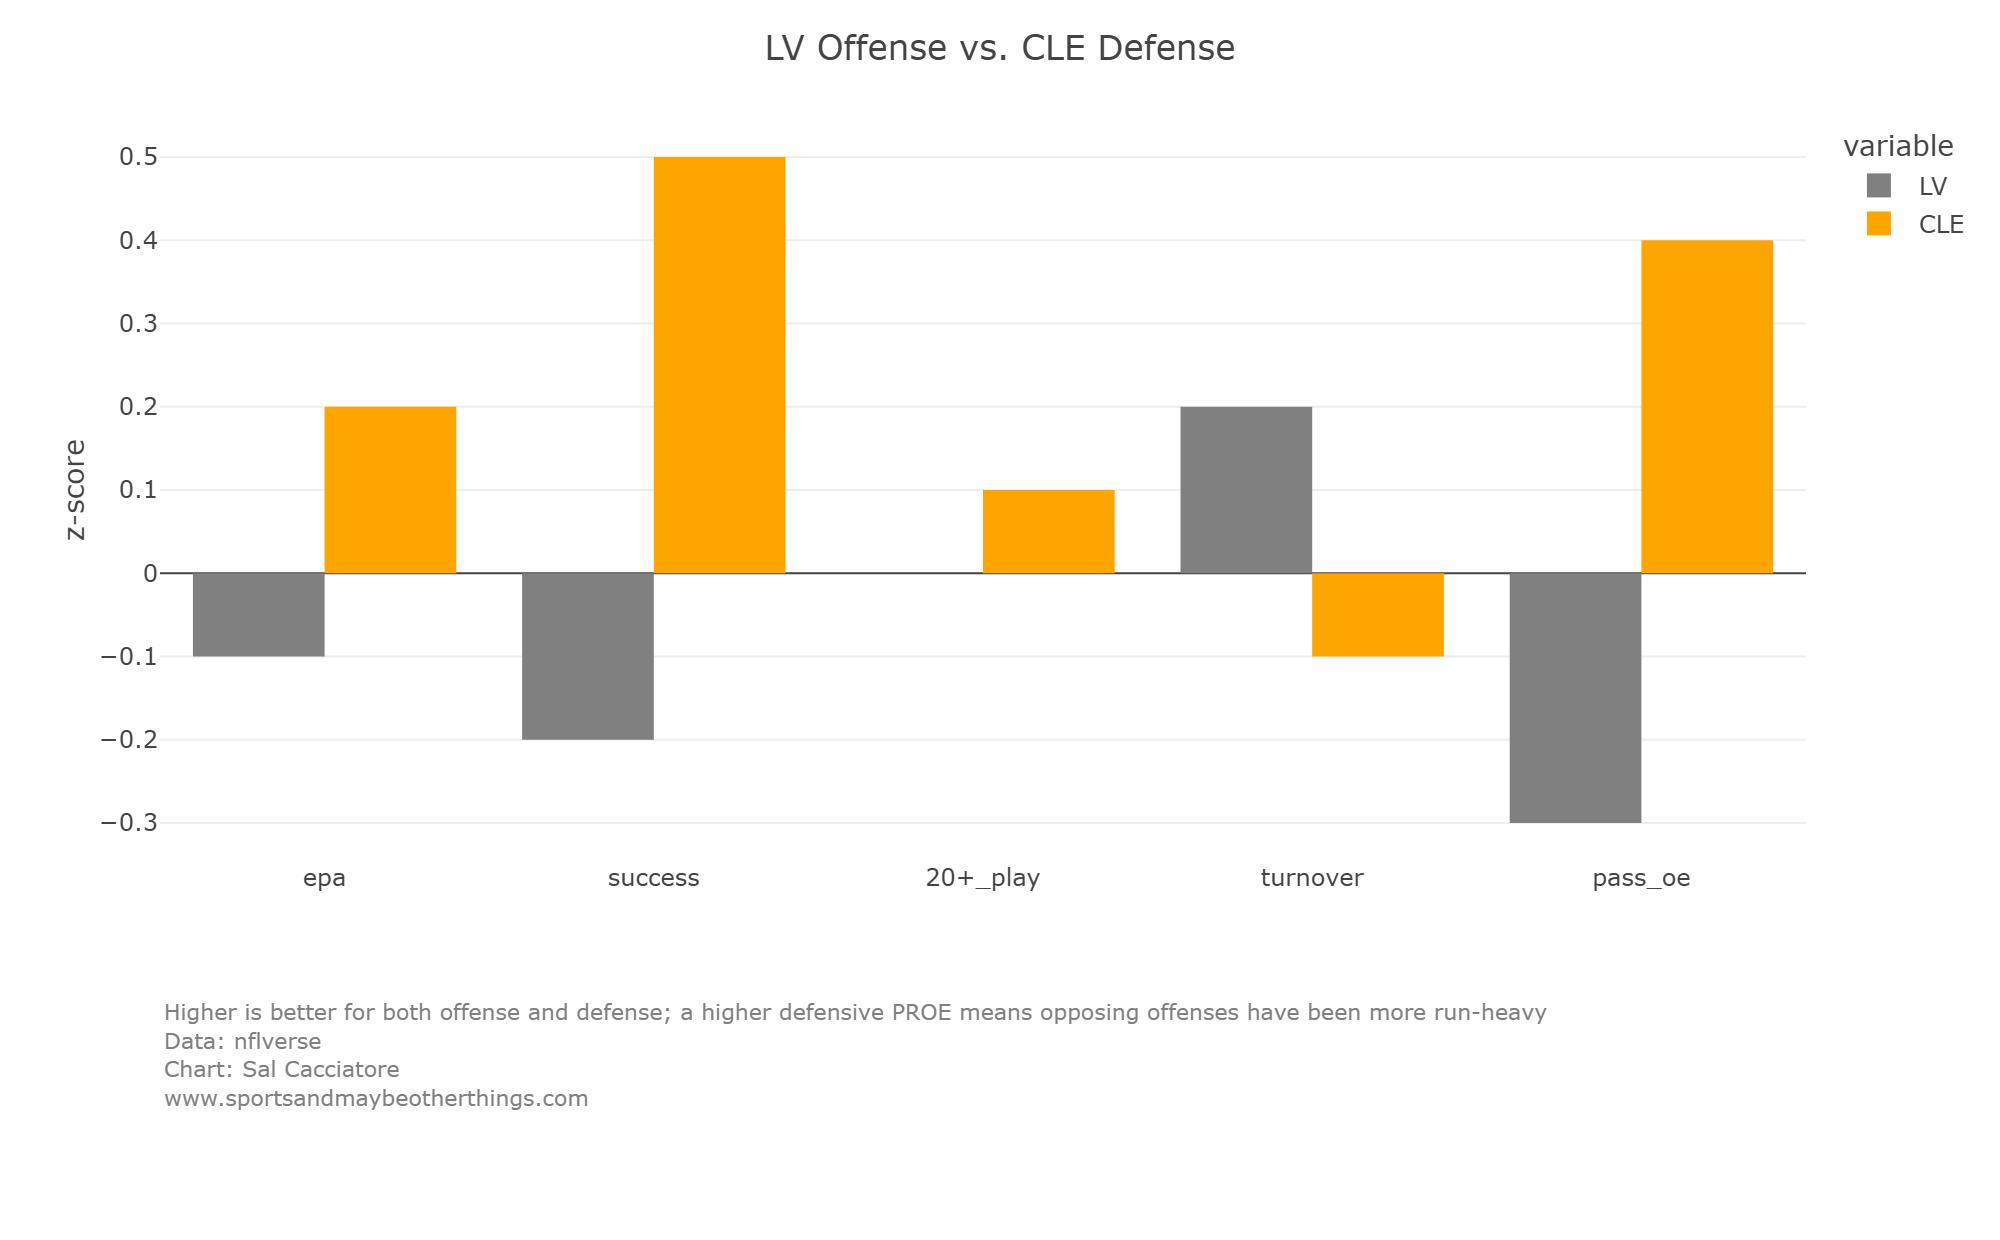 LV Offense vs. CLE Defense
variable
LV
CLE
z-score
0.5
0.4
0.3
0.2
0.1
0
−0.1
−0.2
−0.3
epa success 20+_play turnover pass_oe
Higher is better for both offense and defense; a higher defensive PROE means opposing offenses have been more run-heavy
Data: nflverse
Chart: Sal Cacciatore
www.sportsandmaybeotherthings.com